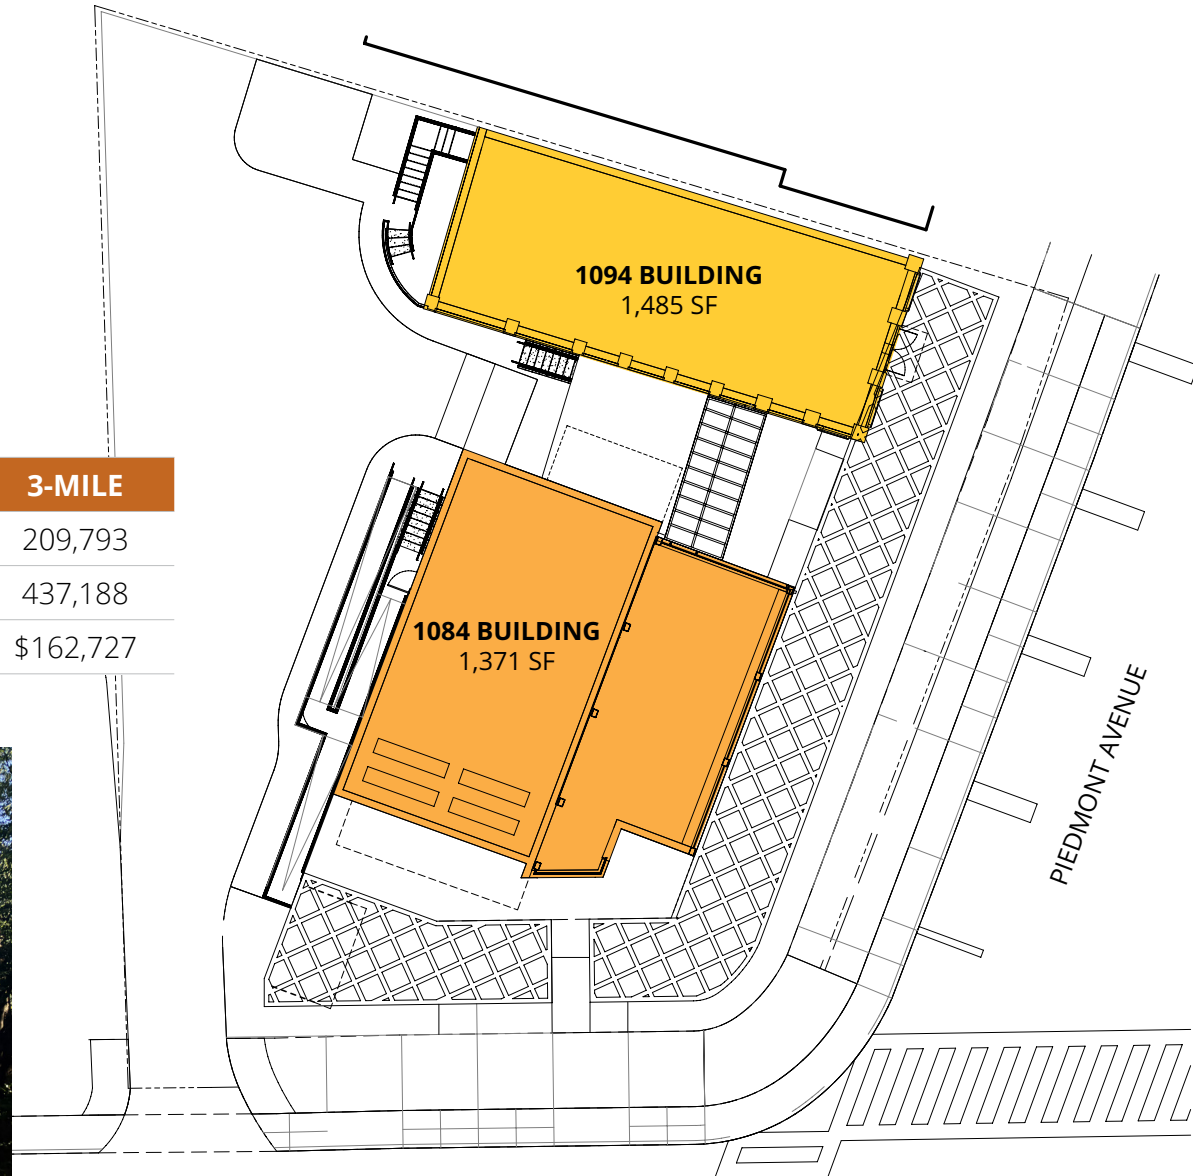 1094 BUILDING
1,485 SF
3-MILE
209,793
437,188
$162,727
1084 BUILDING
1,371 SF
PIEDMONT AVENUE